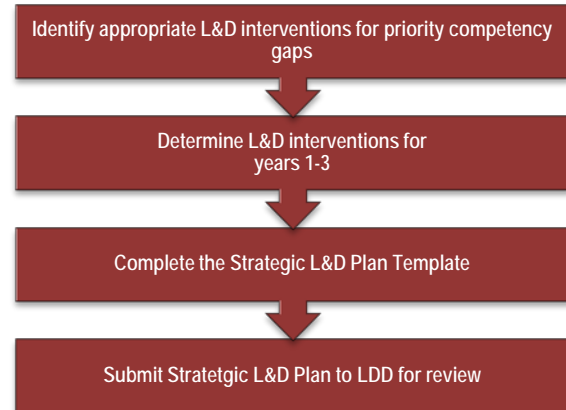 Identify appropriate L&D interventions for priority competency
gaps
Determine L&D interventions for
years 1-3
Complete the Strategic L&D Plan Template
Submit Stratetgic L&D Plan to LDD for review